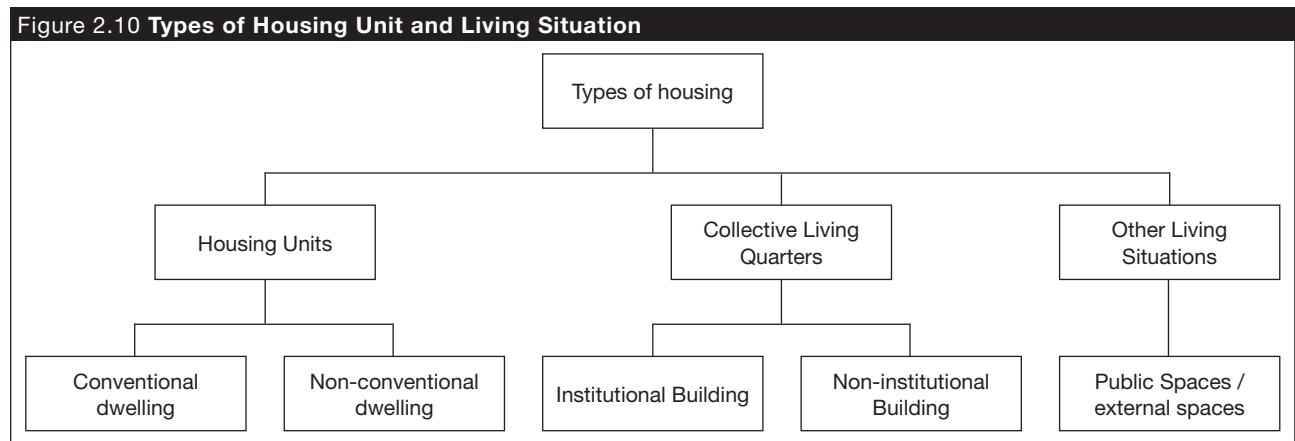 Figure 2.10 Types of Housing Unit and Living Situation
Types of housing
Housing Units
Collective Living
Quarters
Other Living
Situations
Conventional
dwelling
Non-conventional
dwelling
Institutional Building
Non-institutional
Building
Public Spaces /
external spaces